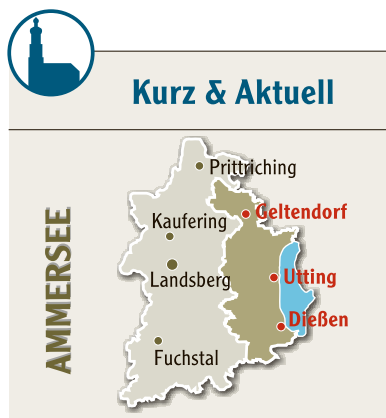 Kurz & Aktuell
AMMERSEE
Prittriching
Geltendorf
Kaufering
Landsberg
Utting
Dießen
Fuchstal